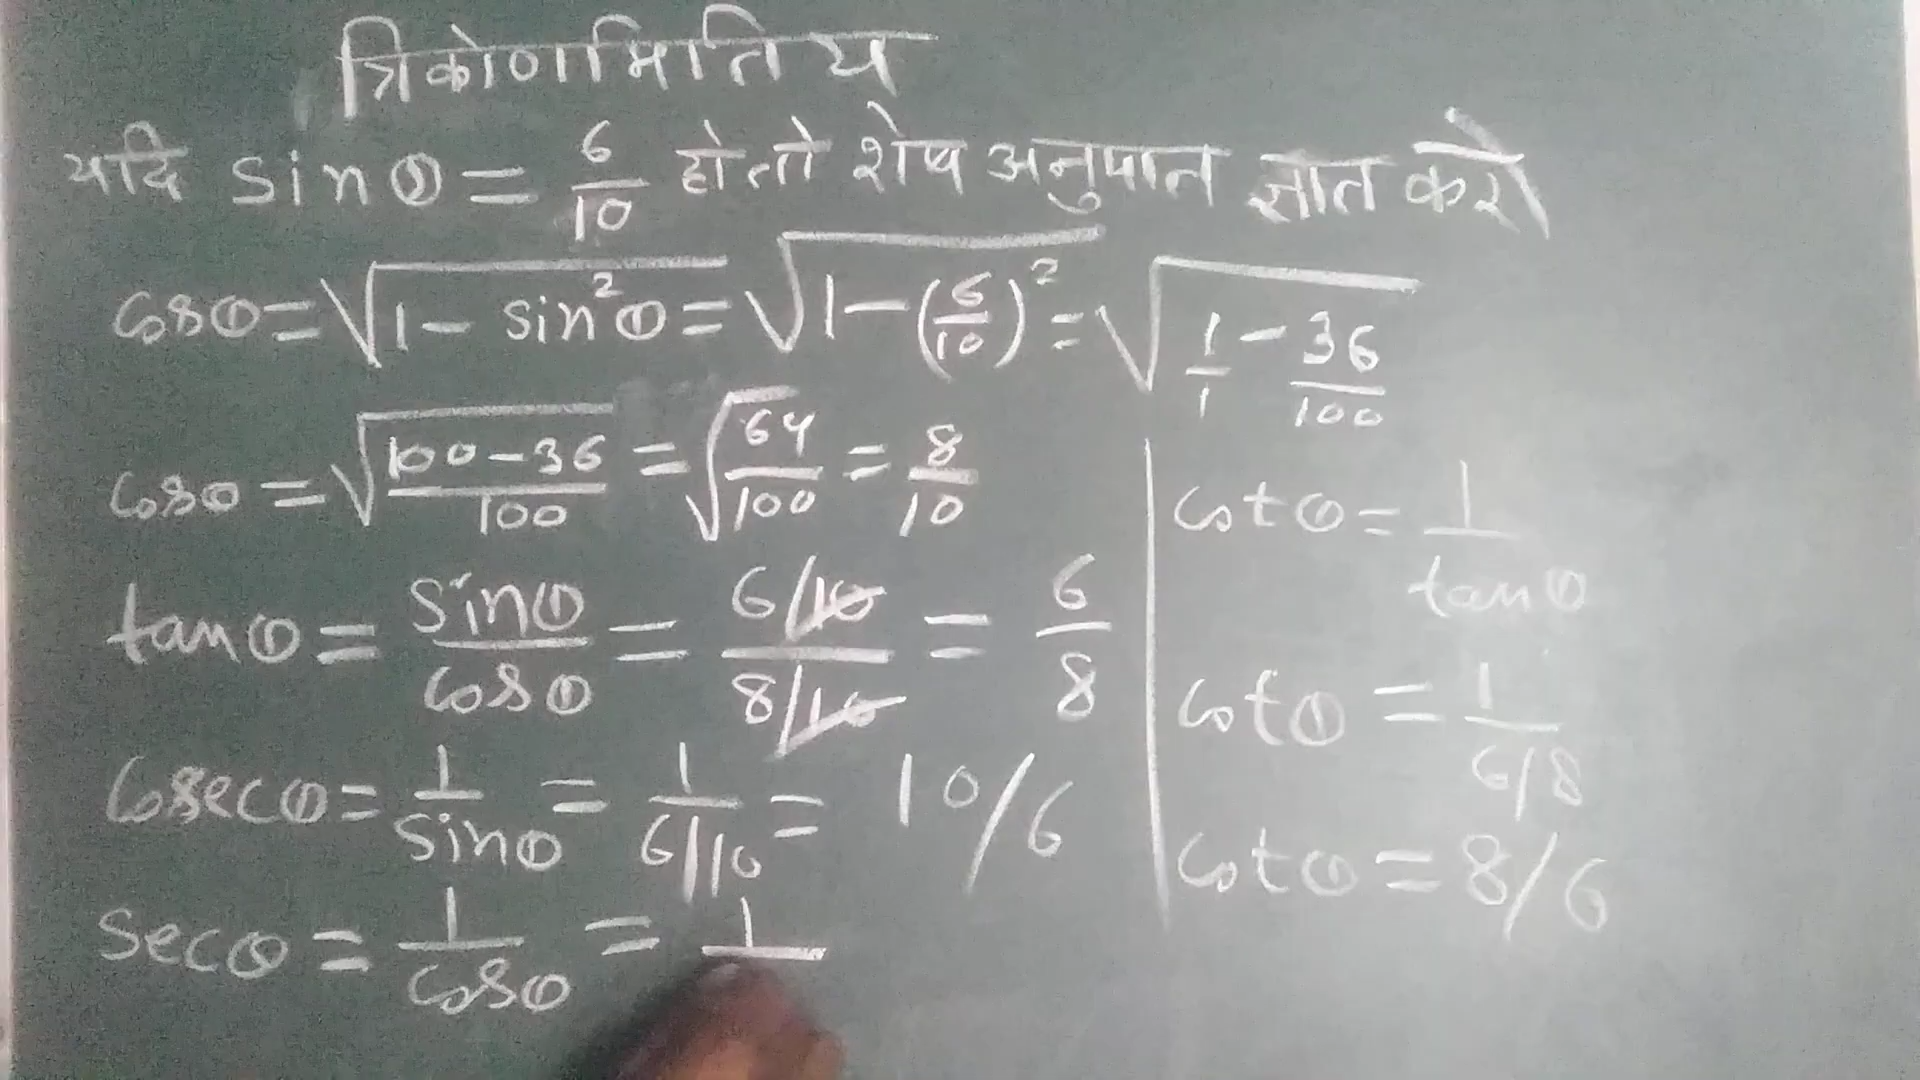 त्रिकोणामिति य
यदि sinθ = 6/10 हो तो शेष अनुपात ज्ञात करो
cosθ = √(1 - sin²θ) = √(1 - (6/10)²) = √(1/1 - 36/100)
cosθ = √((100-36)/100) = √(64/100) = 8/10
tanθ = sinθ/cosθ = (6/10)/(8/10) = 6/8
cosecθ = 1/sinθ = 1/(6/10) = 10/6
secθ = 1/cosθ = 1/
cotθ = 1/tanθ
cotθ = 1/(6/8)
cotθ = 8/6